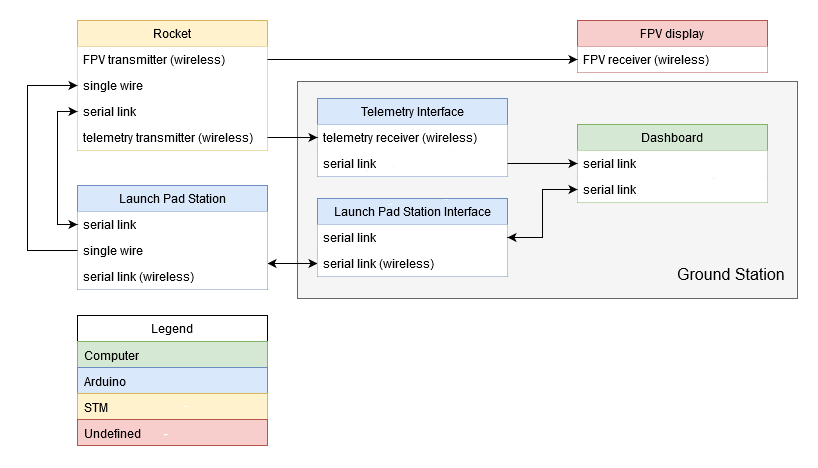 Rocket
FPV transmitter (wireless)
single wire
serial link
telemetry transmitter (wireless)
FPV display
FPV receiver (wireless)
Telemetry Interface
telemetry receiver (wireless)
serial link
Dashboard
serial link
serial link
Launch Pad Station
serial link
single wire
serial link (wireless)
Launch Pad Station Interface
serial link
serial link (wireless)
Ground Station
Legend
Computer
Arduino
STM
Undefined